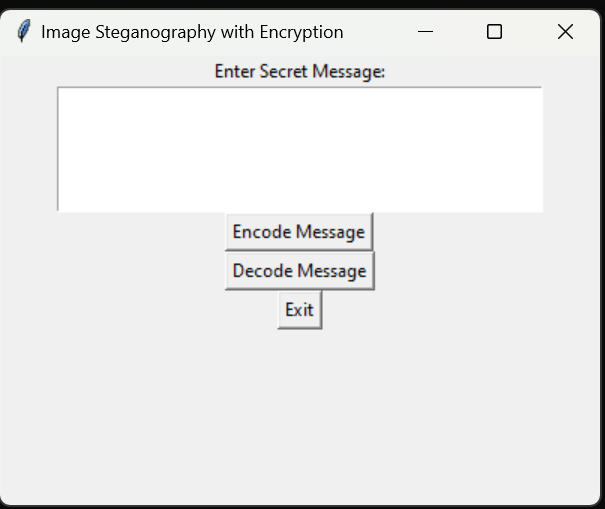 Image Steganography with Encryption
Enter Secret Message:
Encode Message
Decode Message
Exit